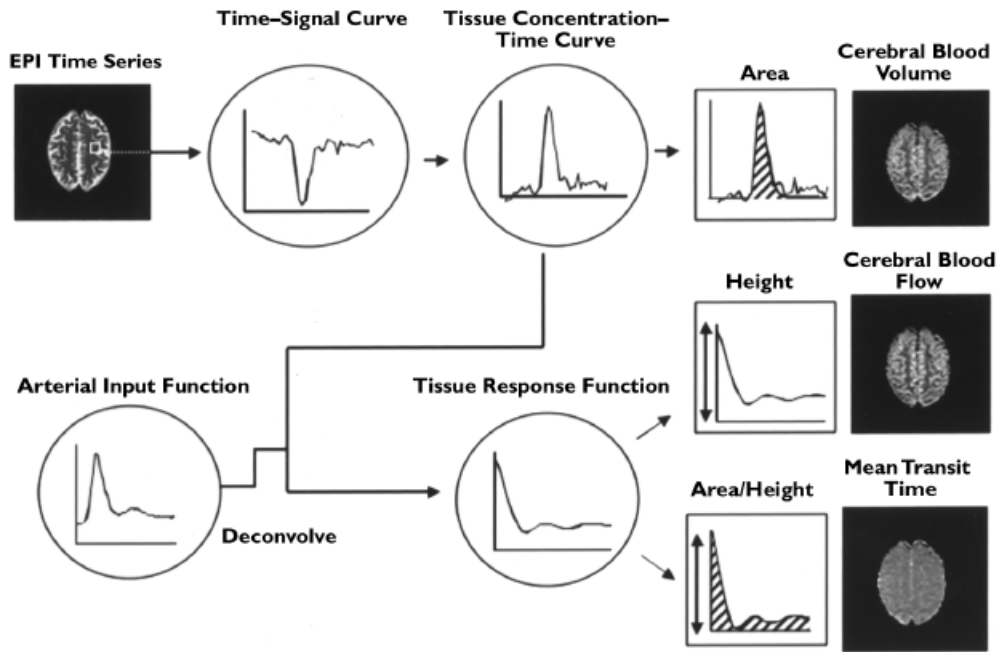 Time–Signal Curve
Tissue Concentration–
Time Curve
EPI Time Series
Area
Cerebral Blood
Volume
Height
Cerebral Blood
Flow
Arterial Input Function
Tissue Response Function
Deconvolve
Area/Height
Mean Transit
Time